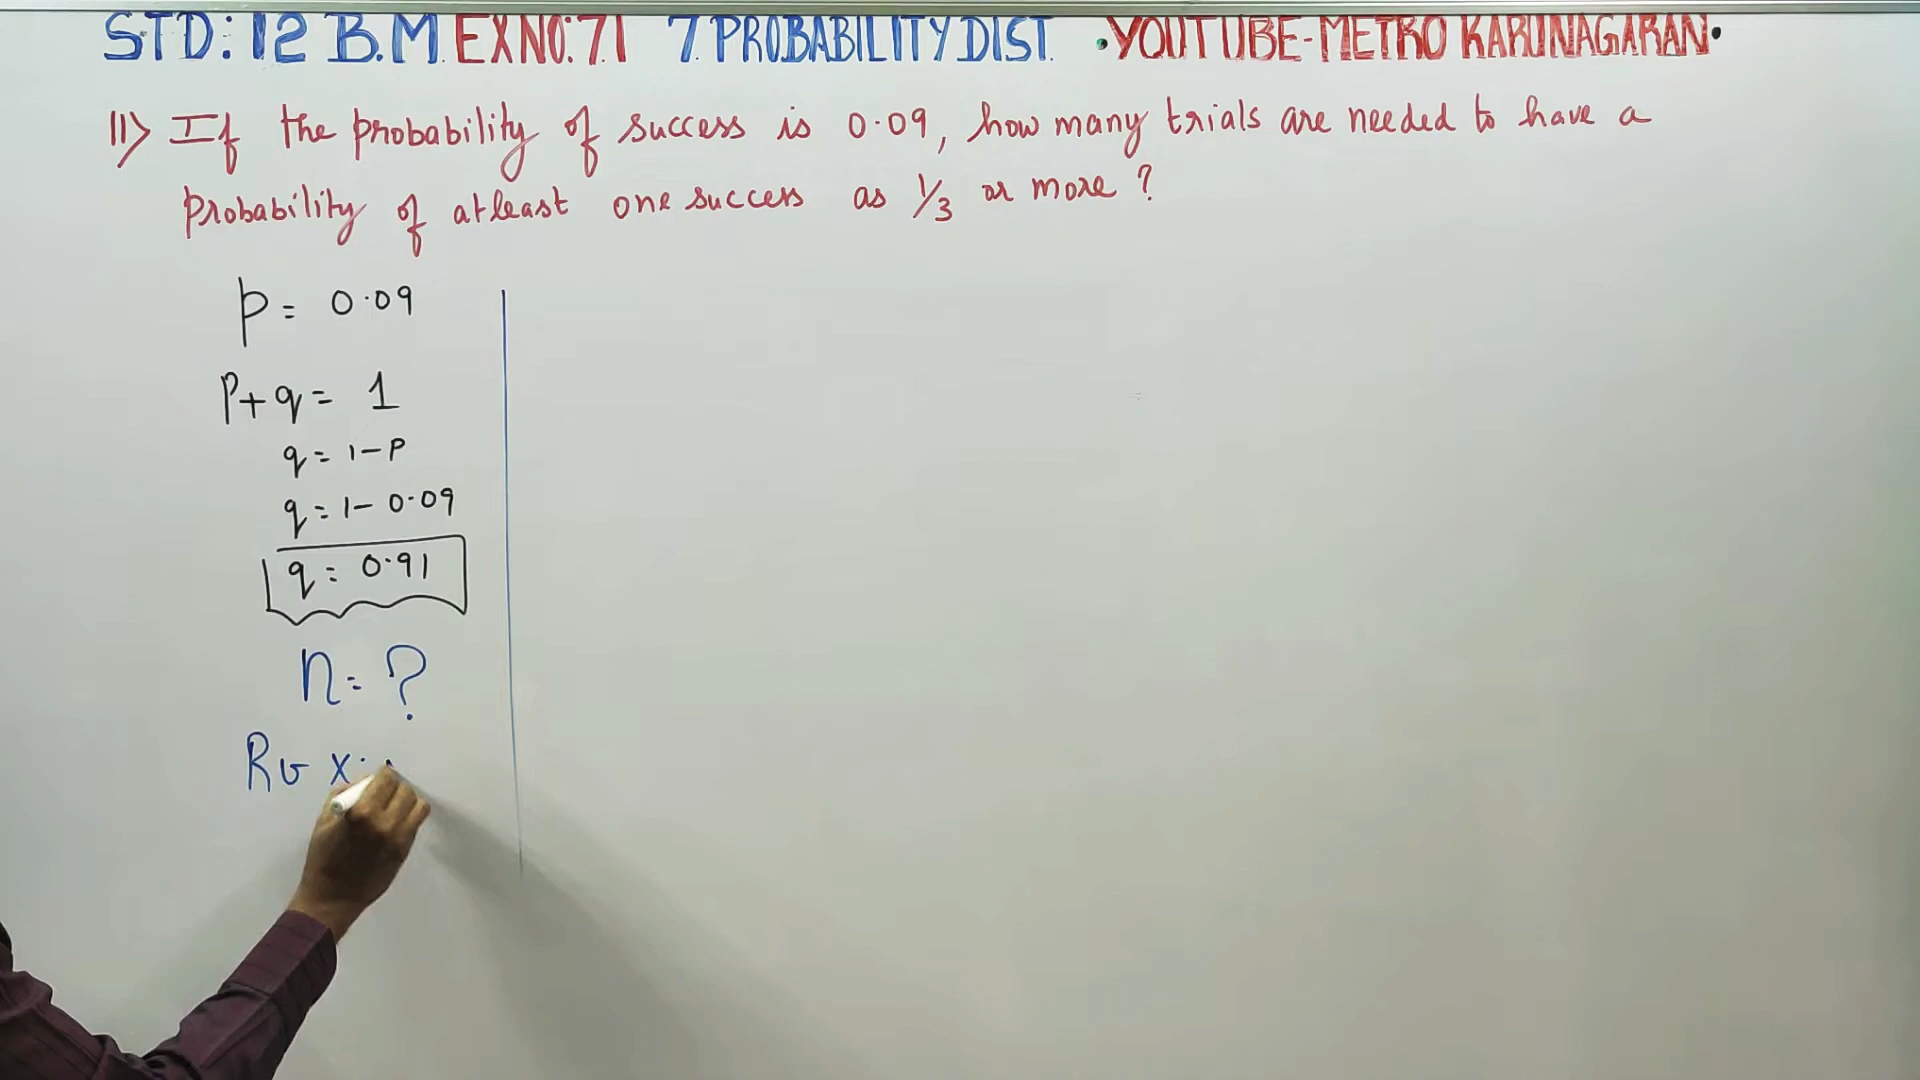 STD: 12 B.M. EX NO: 7.1 7. PROBABILITY DIST. •YOUTUBE-METRO KARUNAGARAN•
11) If the probability of success is 0.09, how many trials are needed to have a
probability of atleast one success as 1/3 or more ?
p = 0.09
P+q = 1
q = 1-P
q = 1- 0.09
q = 0.91
n = ?
Rv X: